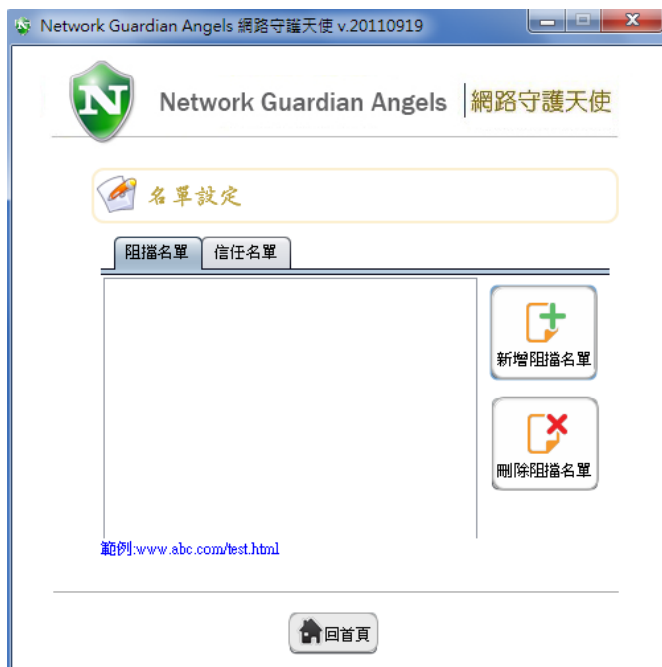 Network Guardian Angels 網路守護天使 v.20110919
N
Network Guardian Angels 網路守護天使
名單設定
阻擋名單 信任名單
新增阻擋名單
刪除阻擋名單
範例:www.abc.com/test.html
回首頁